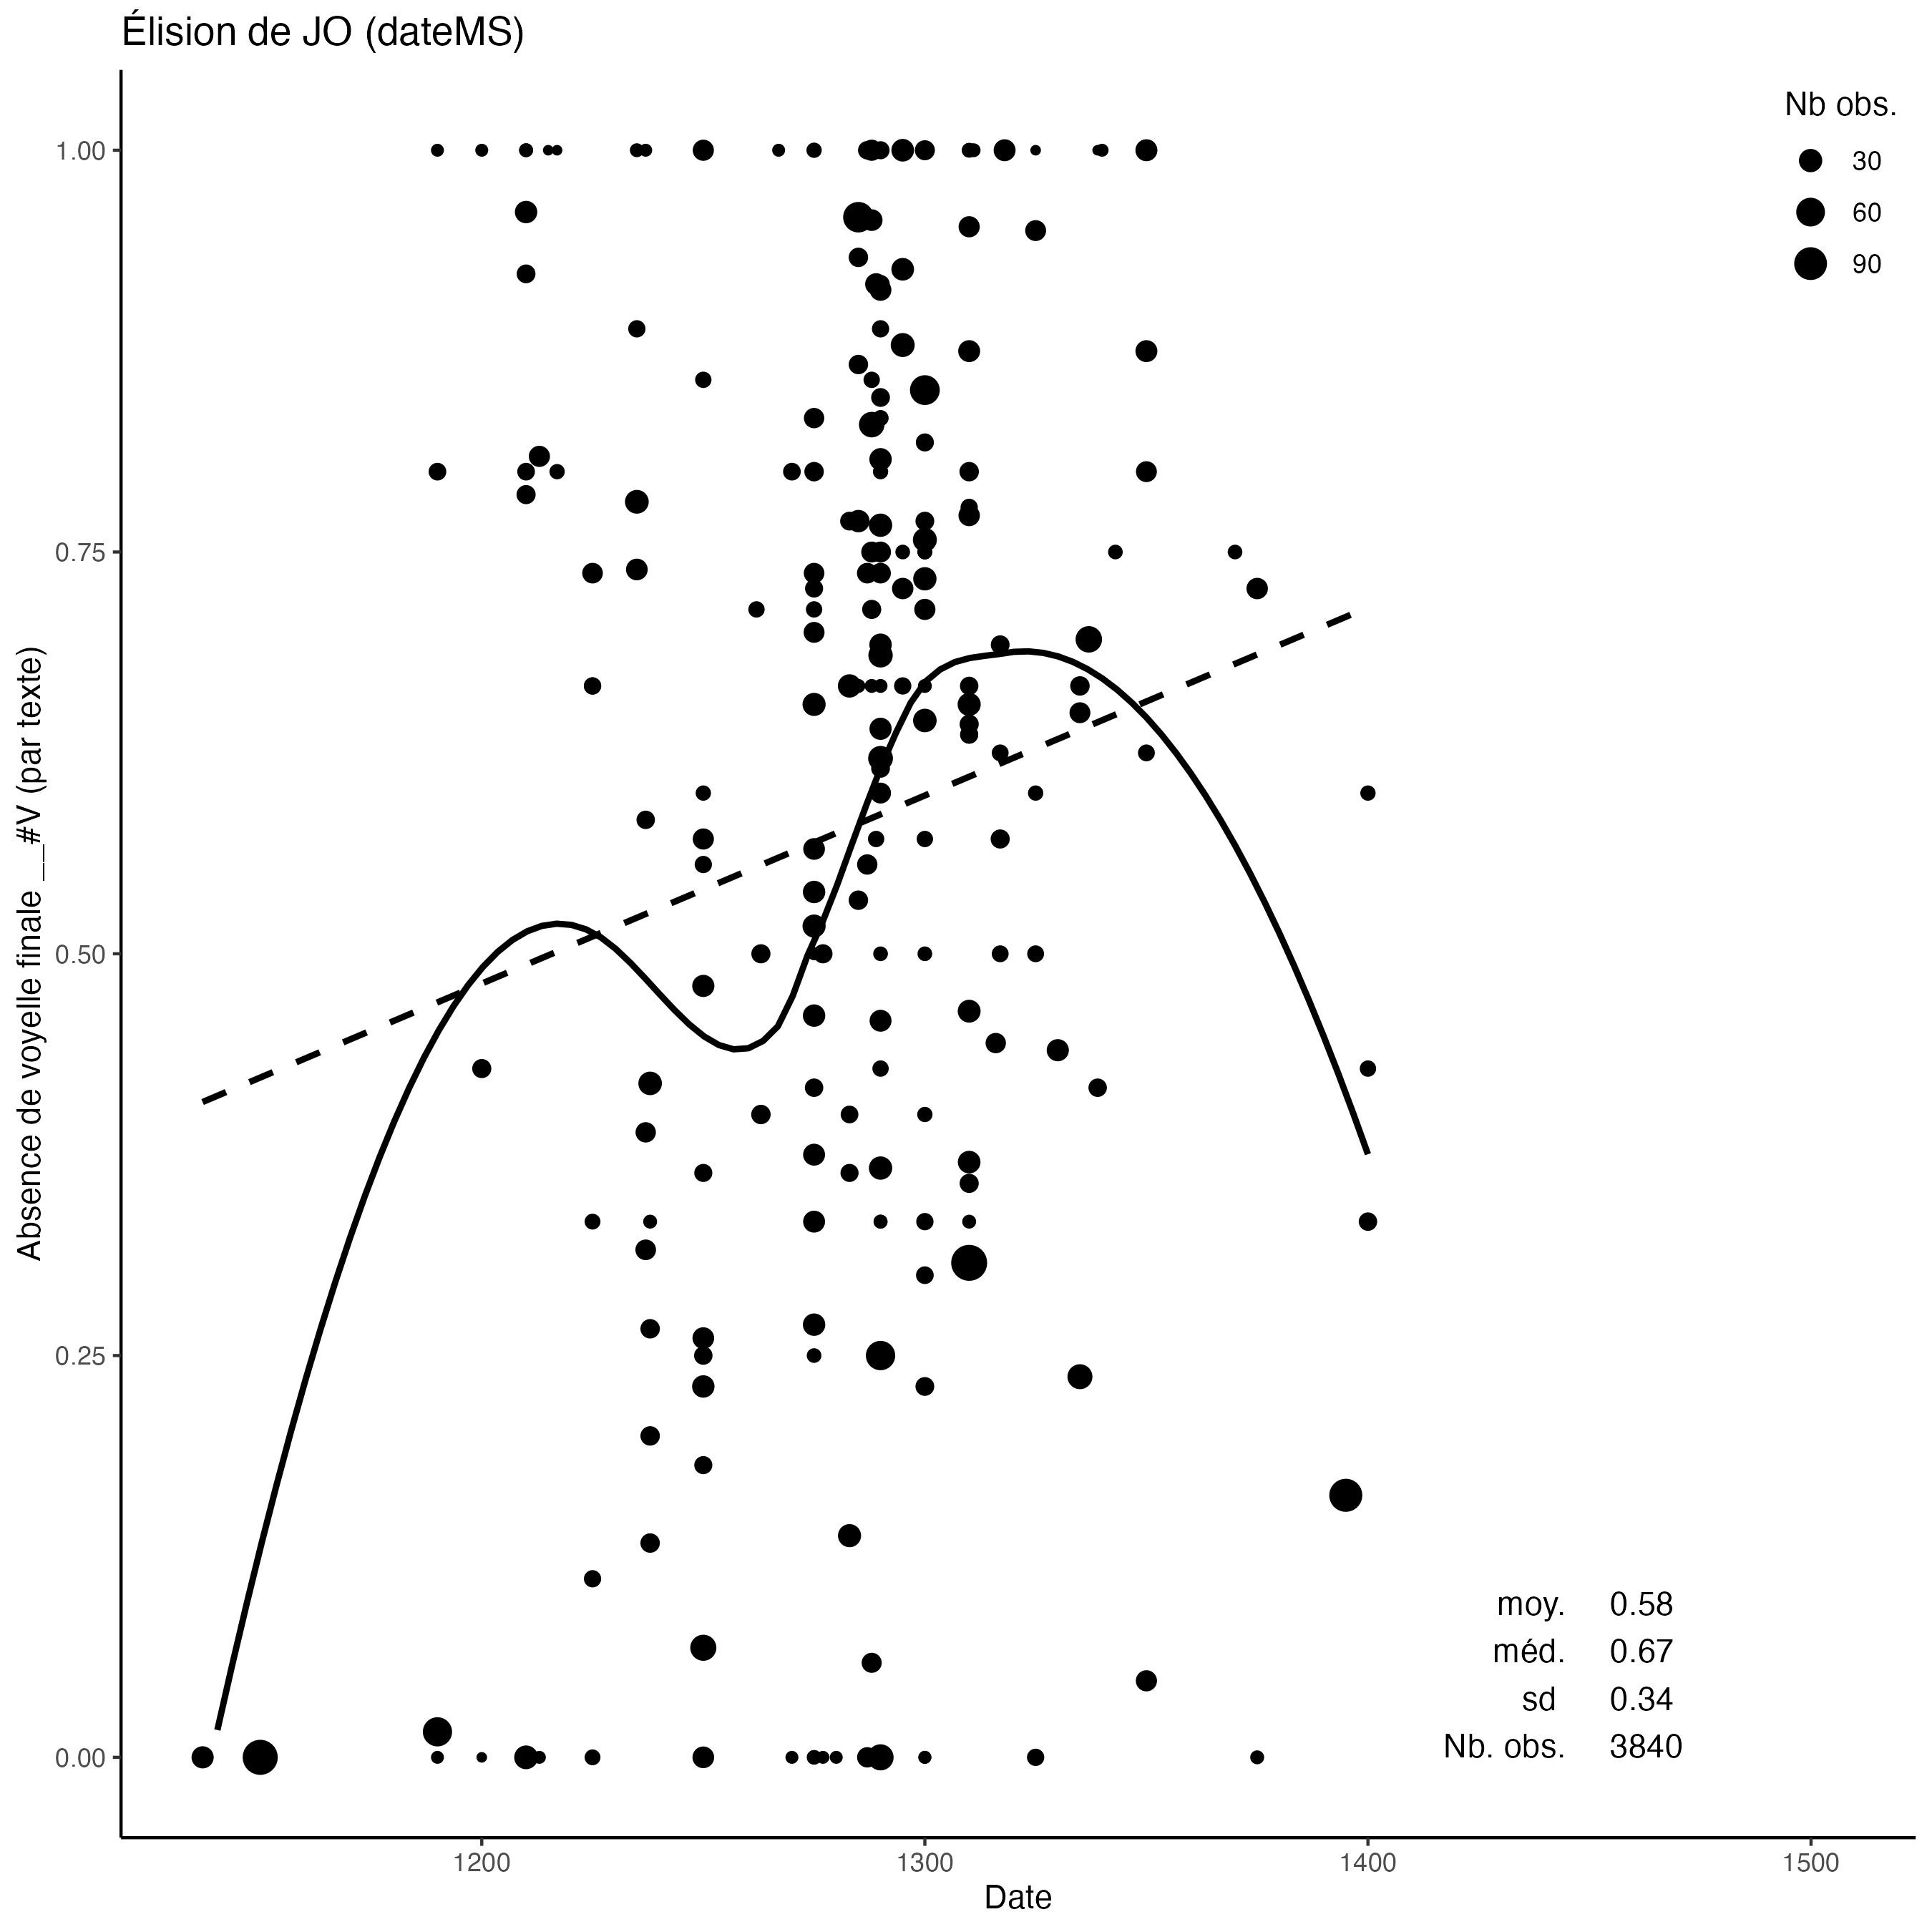 Élision de JO (dateMS)
Nb obs.
30
60
90
1.00
0.75
0.50
0.25
0.00
Absence de voyelle finale __#V (par texte)
moy. 0.58
méd. 0.67
sd 0.34
Nb. obs. 3840
1200 1300 1400 1500
Date